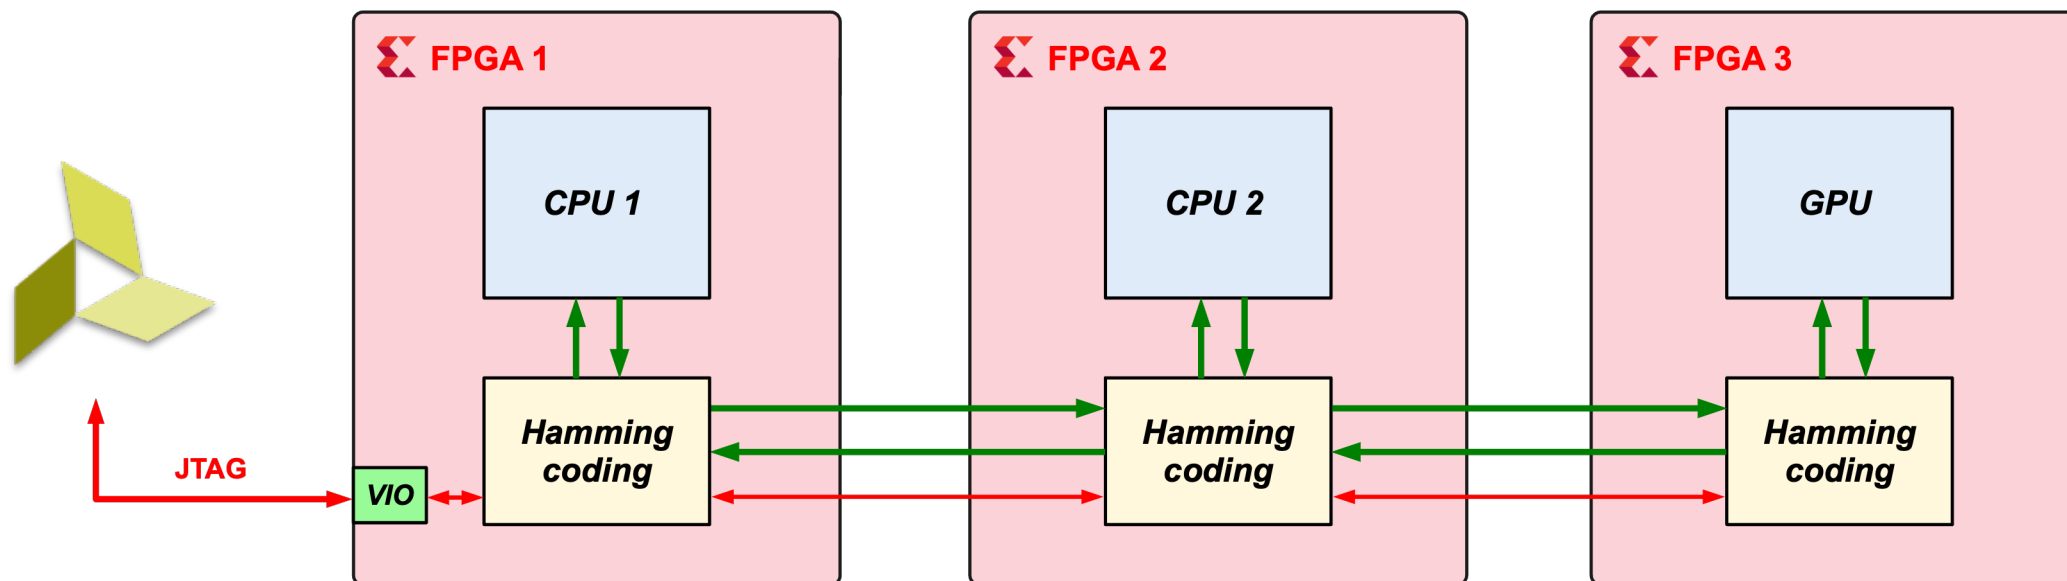 FPGA 1
FPGA 2
FPGA 3
CPU 1
CPU 2
GPU
Hamming
coding
Hamming
coding
Hamming
coding
JTAG
VIO